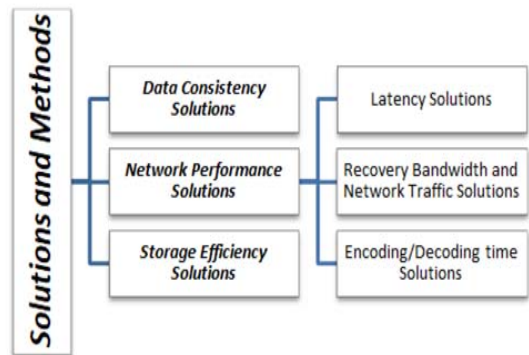 Solutions and Methods
Data Consistency
Solutions
Network Performance
Solutions
Storage Efficiency
Solutions
Latency Solutions
Recovery Bandwidth and
Network Traffic Solutions
Encoding/Decoding time
Solutions